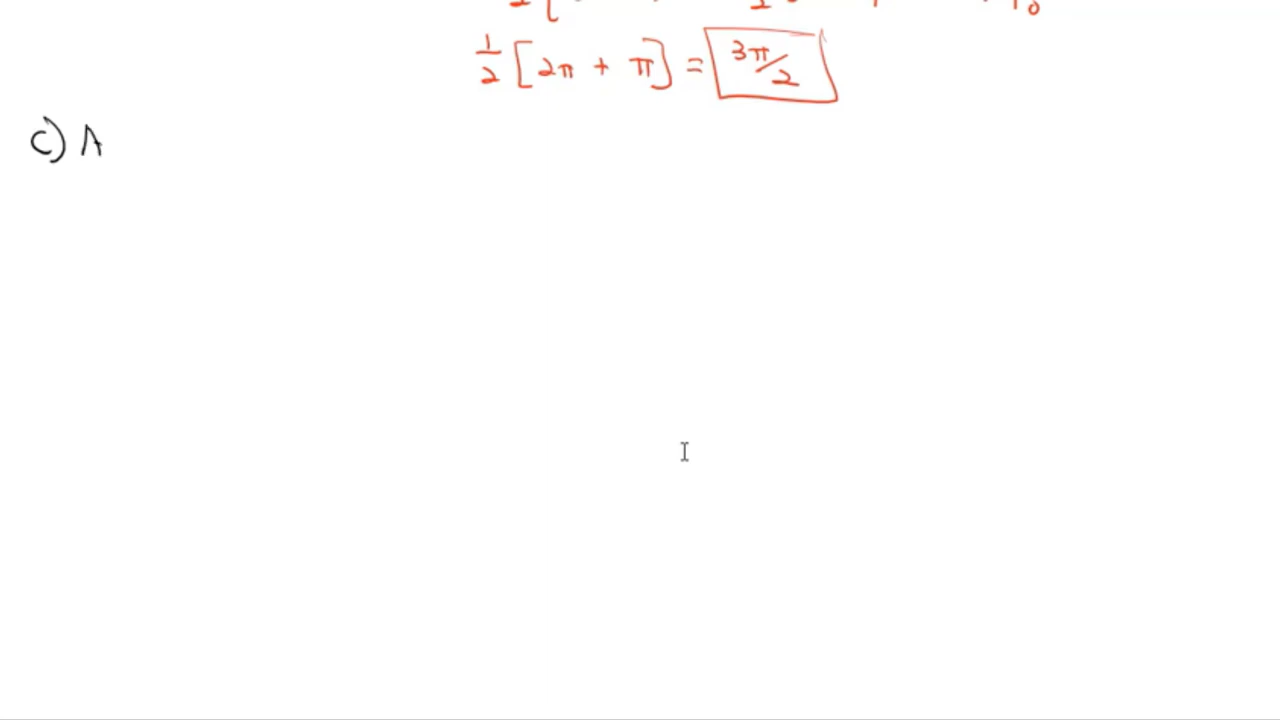 1/2 [2π + π] = 3π/2
C) A